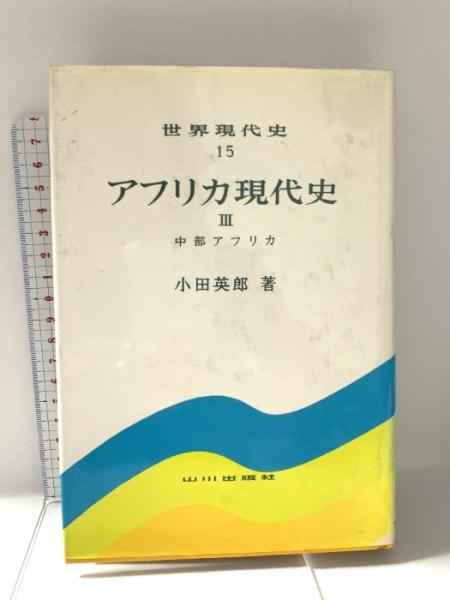 世界現代史
15
アフリカ現代史
III
中部アフリカ
小田英郎 著
山川出版社